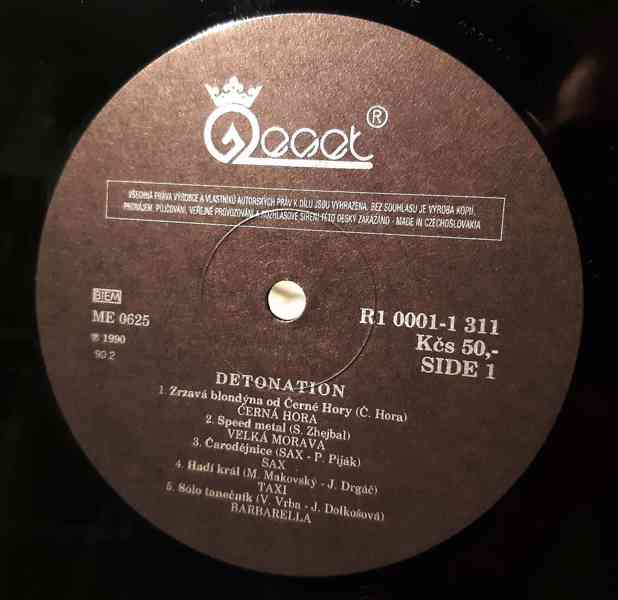 Reget ®
VŠECHNA PRÁVA VÝROBCE A VLASTNÍKŮ AUTORSKÝCH PRÁV K DÍLU JSOU VYHRAZENA. BEZ SOUHLASU JE VÝROBA KOPIÍ,
PRONÁJEM, PŮJČOVÁNÍ, VEŘEJNÉ PROVOZOVÁNÍ A ROZHLASOVÉ ŠÍŘENÍ TÉTO DESKY ZAKÁZÁNO - MADE IN CZECHOSLOVAKIA
BIEM
ME 0625
℗ 1990
90 2
R1 0001-1 311
Kčs 50,-
SIDE 1
DETONATION
1. Zrzavá blondýna od Černé Hory (Č. Hora)
ČERNÁ HORA
2. Speed metal (S. Zhejbal)
VELKÁ MORAVA
3. Čarodějnice (SAX - P. Piják)
SAX
4. Hadí král (M. Makovský - J. Drgáč)
TAXI
5. Sólo tanečník (V. Vrba - J. Dolkošová)
BARBARELLA